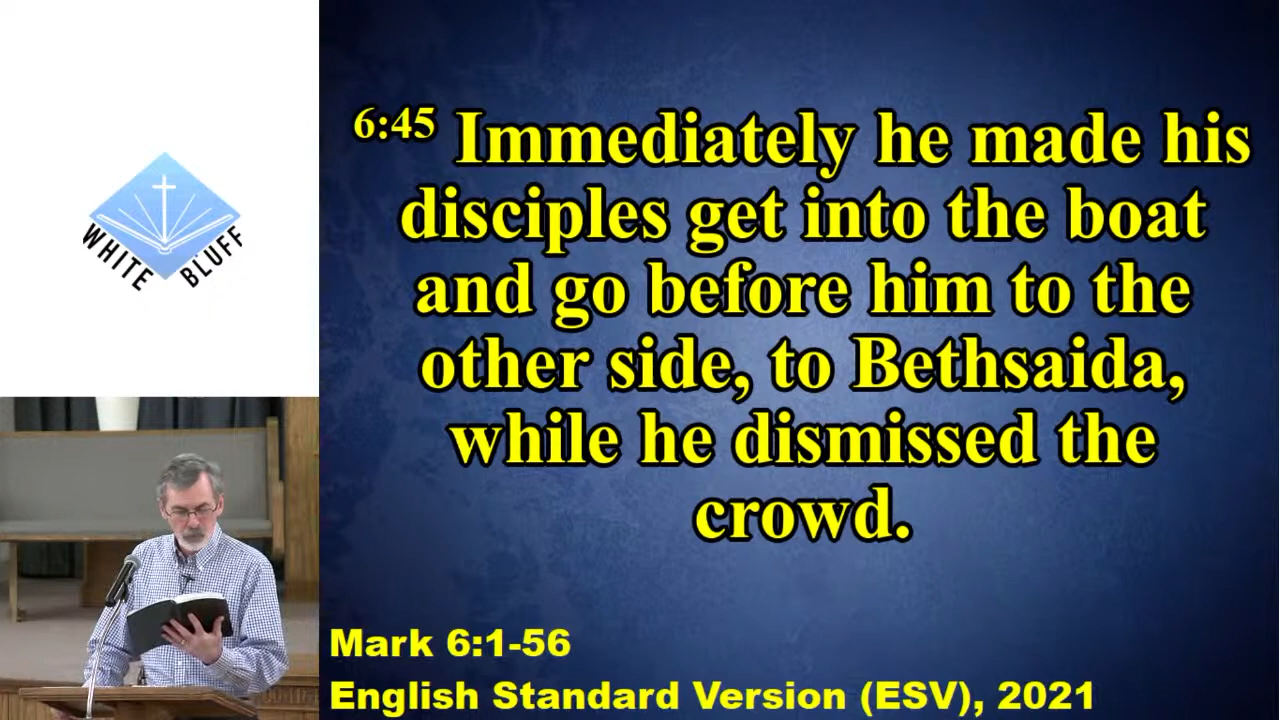 WHITE BLUFF
6:45 Immediately he made his
disciples get into the boat
and go before him to the
other side, to Bethsaida,
while he dismissed the
crowd.
Mark 6:1-56
English Standard Version (ESV), 2021